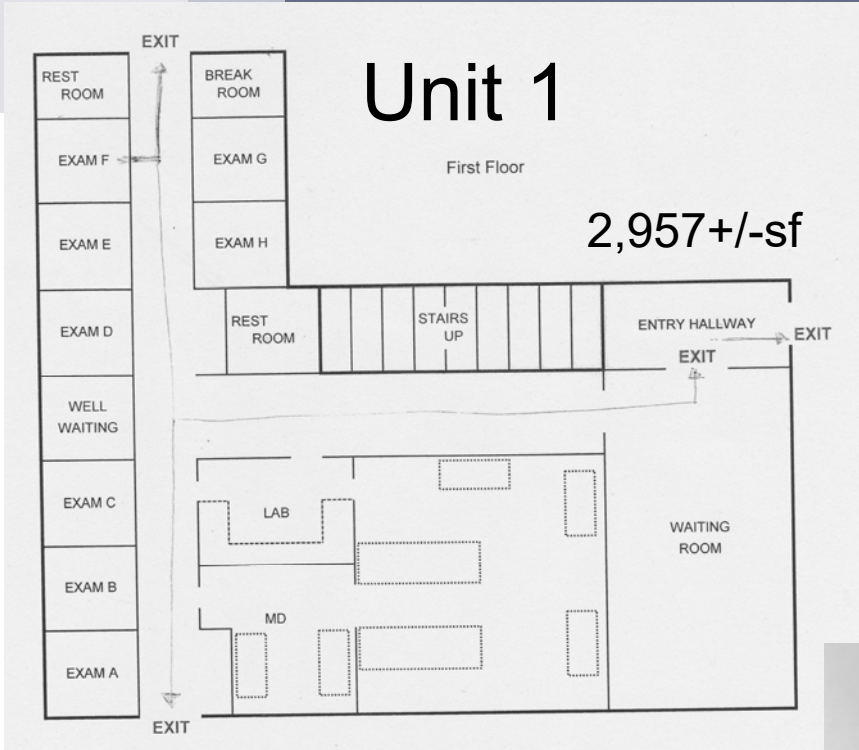 EXIT
REST
ROOM
BREAK
ROOM
Unit 1
EXAM F
EXAM G
First Floor
EXAM E
EXAM H
2,957+/-sf
EXAM D
REST
ROOM
STAIRS
UP
ENTRY HALLWAY
EXIT
EXIT
WELL
WAITING
EXAM C
LAB
WAITING
ROOM
EXAM B
MD
EXAM A
EXIT